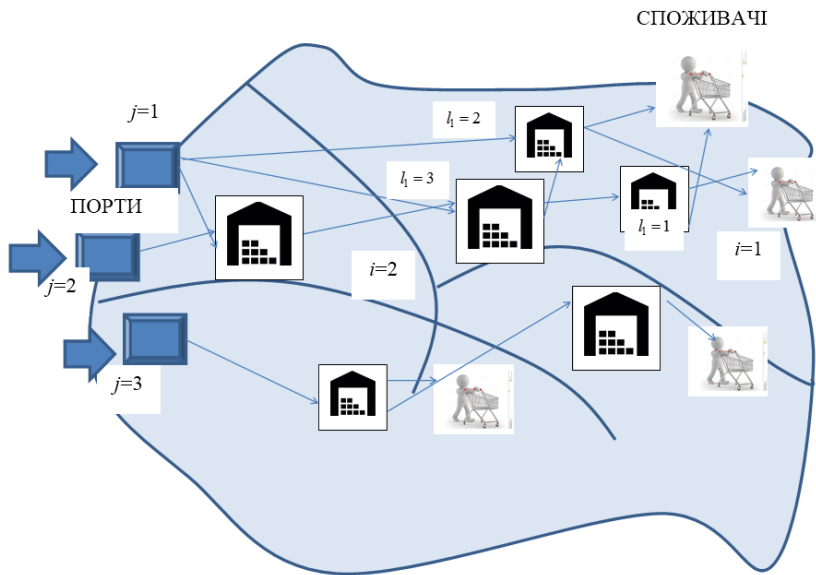 СПОЖИВАЧІ
j=1
l₁ = 2
l₁ = 3
ПОРТИ
l₁ = 1
i=1
i=2
j=2
j=3